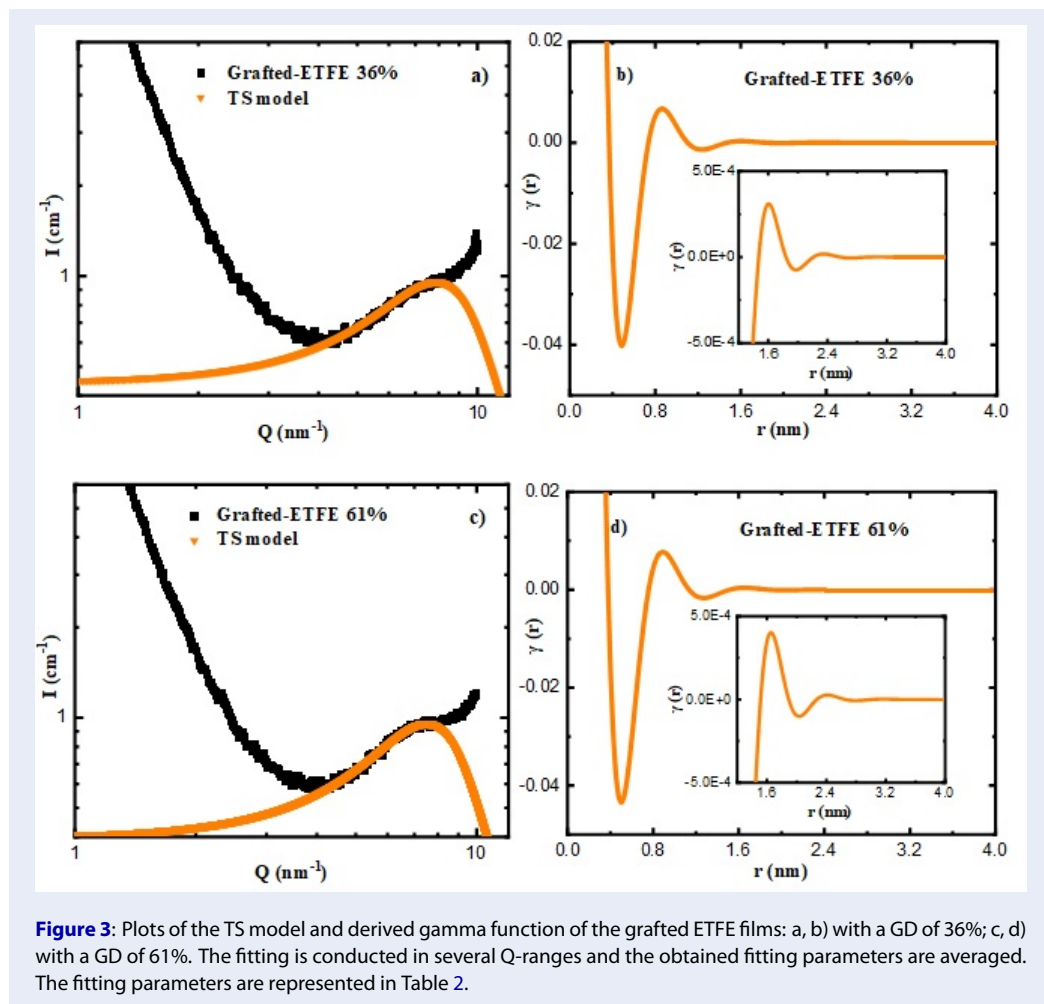 Grafted-ETFE 36%
TS model
a)
1
I (cm-1)
1
10
Q (nm-1)
b)
Grafted-ETFE 36%
0.02
0.00
-0.02
-0.04
γ (r)
0.0
0.8
1.6
2.4
3.2
4.0
r (nm)
5.0E-4
0.0E+0
-5.0E-4
γ (r)
1.6
2.4
3.2
4.0
r (nm)
Grafted-ETFE 61%
TS model
c)
1
I (cm-1)
1
10
Q (nm-1)
d)
Grafted-ETFE 61%
0.02
0.00
-0.02
-0.04
γ (r)
0.0
0.8
1.6
2.4
3.2
4.0
r (nm)
5.0E-4
0.0E+0
-5.0E-4
γ (r)
1.6
2.4
3.2
4.0
r (nm)
Figure 3: Plots of the TS model and derived gamma function of the grafted ETFE films: a, b) with a GD of 36%; c, d)
with a GD of 61%. The fitting is conducted in several Q-ranges and the obtained fitting parameters are averaged.
The fitting parameters are represented in Table 2.